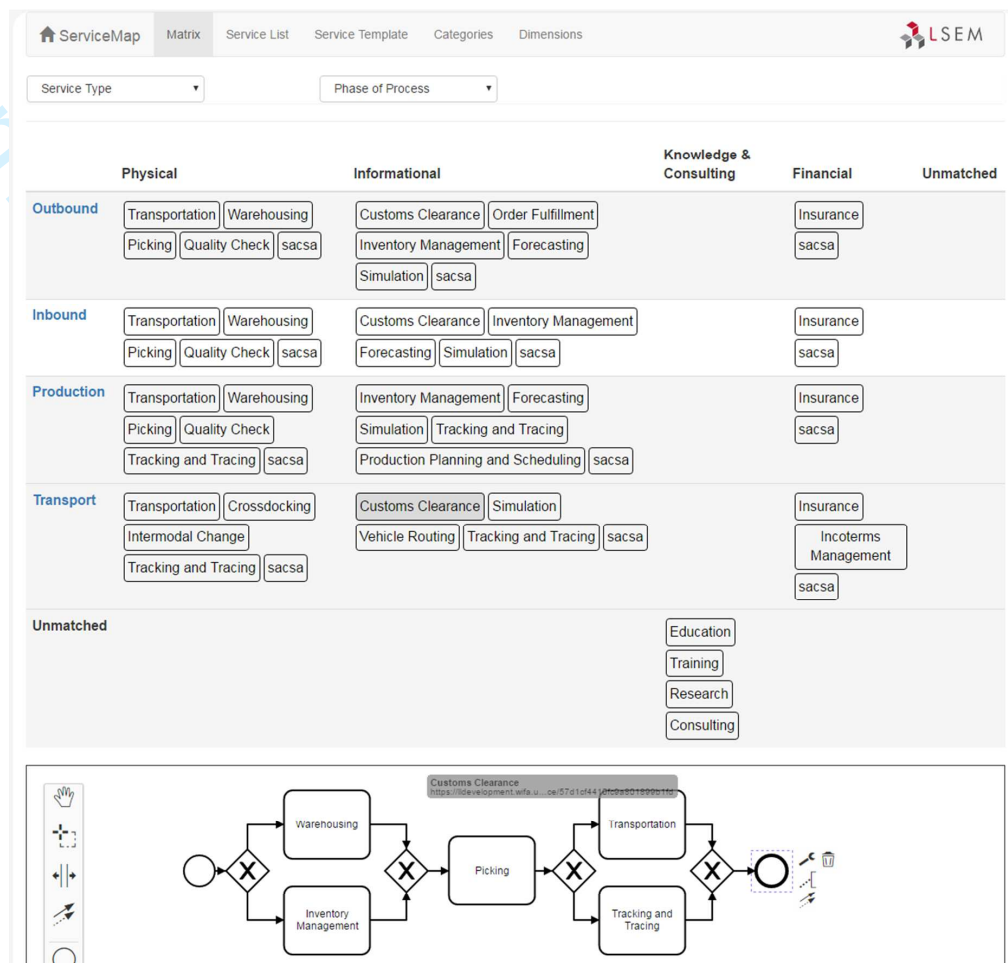 ServiceMap Matrix Service List Service Template Categories Dimensions LSEM
Service Type Phase of Process
Physical Informational Knowledge & Consulting Financial Unmatched
Outbound
Transportation Warehousing
Picking Quality Check sacsa
Customs Clearance Order Fulfillment
Inventory Management Forecasting
Simulation sacsa
Insurance
sacsa
Inbound
Transportation Warehousing
Picking Quality Check sacsa
Customs Clearance Inventory Management
Forecasting Simulation sacsa
Insurance
sacsa
Production
Transportation Warehousing
Picking Quality Check
Tracking and Tracing sacsa
Inventory Management Forecasting
Simulation Tracking and Tracing
Production Planning and Scheduling sacsa
Insurance
sacsa
Transport
Transportation Crossdocking
Intermodal Change
Tracking and Tracing sacsa
Customs Clearance Simulation
Vehicle Routing Tracking and Tracing sacsa
Insurance
Incoterms
Management
sacsa
Unmatched
Education
Training
Research
Consulting
Customs Clearance
Warehousing
Transportation
X X Picking X X
Inventory
Management
Tracking and
Tracing